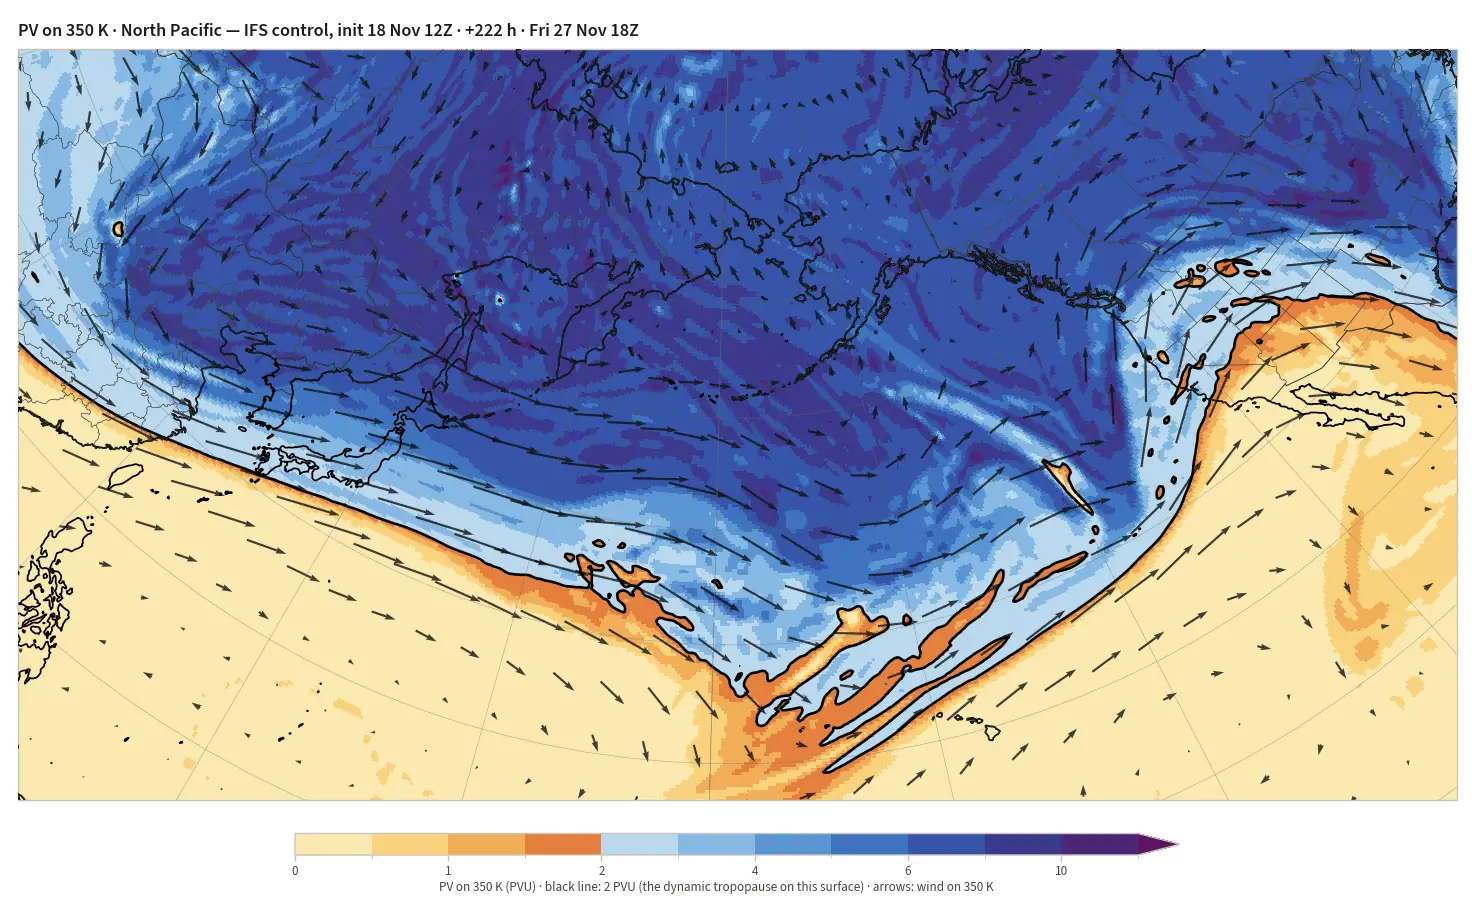 PV on 350 K · North Pacific — IFS control, init 18 Nov 12Z · +222 h · Fri 27 Nov 18Z
0 1 2 4 6 10
PV on 350 K (PVU) · black line: 2 PVU (the dynamic tropopause on this surface) · arrows: wind on 350 K